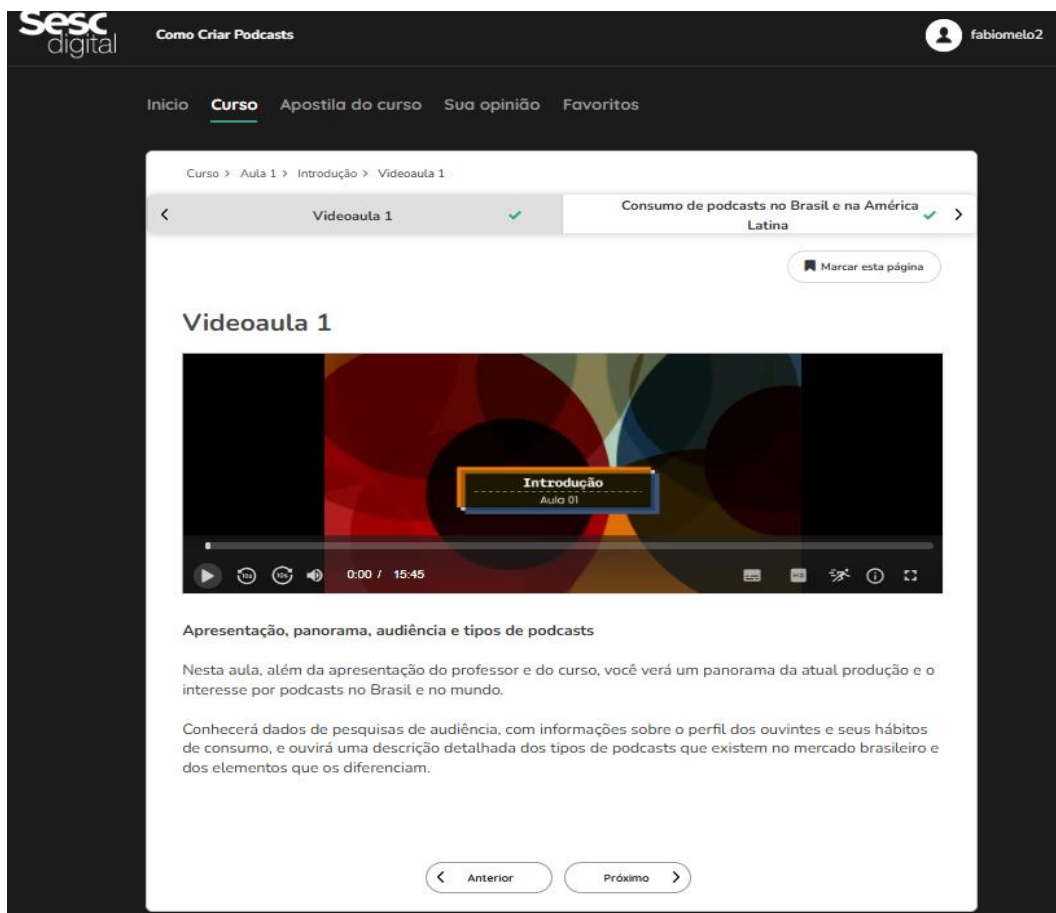 Sesc
digital
Como Criar Podcasts
fabiomelo2
Inicio Curso Apostila do curso Sua opinião Favoritos
Curso > Aula 1 > Introdução > Videoaula 1
Videoaula 1
Consumo de podcasts no Brasil e na América
Latina
Marcar esta página
Videoaula 1
Introdução
Aula 01
0:00 / 15:45
Apresentação, panorama, audiência e tipos de podcasts
Nesta aula, além da apresentação do professor e do curso, você verá um panorama da atual produção e o
interesse por podcasts no Brasil e no mundo.
Conhecerá dados de pesquisas de audiência, com informações sobre o perfil dos ouvintes e seus hábitos
de consumo, e ouvirá uma descrição detalhada dos tipos de podcasts que existem no mercado brasileiro e
dos elementos que os diferenciam.
Anterior
Próximo